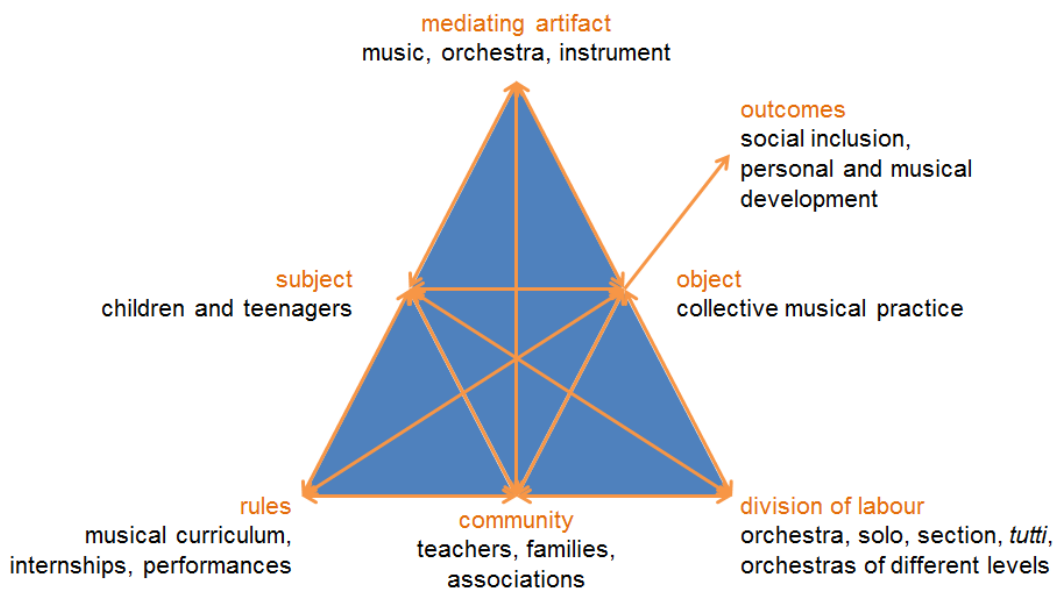 mediating artifact
music, orchestra, instrument
outcomes
social inclusion,
personal and musical
development
subject
children and teenagers
object
collective musical practice
rules
musical curriculum,
internships, performances
community
teachers, families,
associations
division of labour
orchestra, solo, section, tutti,
orchestras of different levels